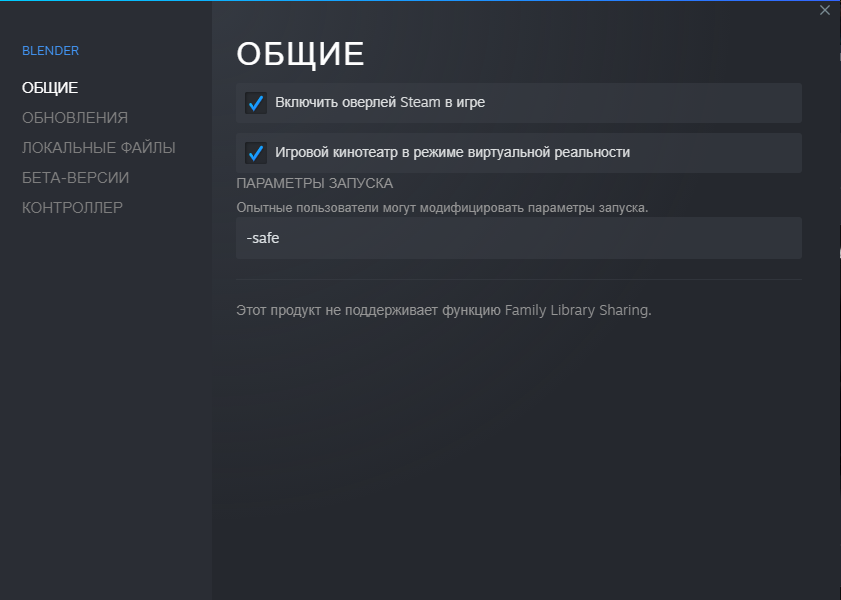 BLENDER
ОБЩИЕ
ОБНОВЛЕНИЯ
ЛОКАЛЬНЫЕ ФАЙЛЫ
БЕТА-ВЕРСИИ
КОНТРОЛЛЕР
ОБЩИЕ
Включить оверлей Steam в игре
Игровой кинотеатр в режиме виртуальной реальности
ПАРАМЕТРЫ ЗАПУСКА
Опытные пользователи могут модифицировать параметры запуска.
-safe
Этот продукт не поддерживает функцию Family Library Sharing.